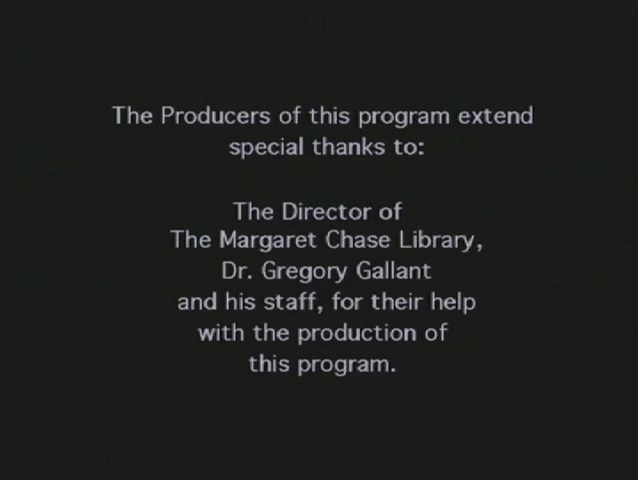 The Producers of this program extend
special thanks to:
The Director of
The Margaret Chase Library,
Dr. Gregory Gallant
and his staff, for their help
with the production of
this program.